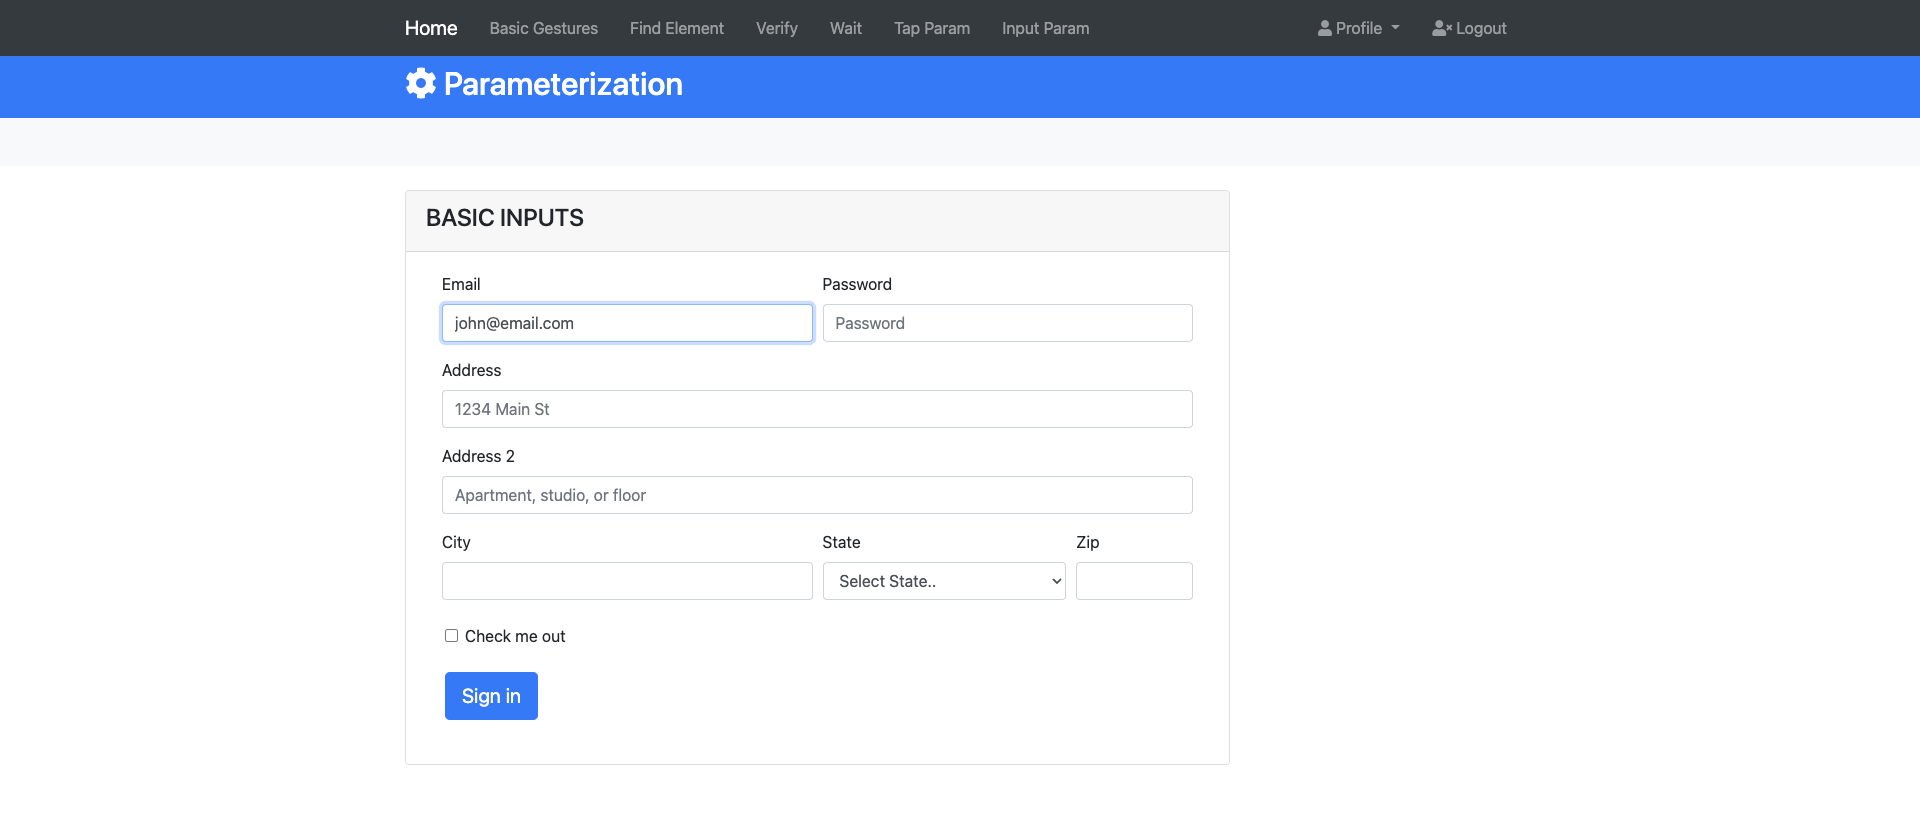 Home Basic Gestures Find Element Verify Wait Tap Param Input Param Profile Logout
Parameterization
BASIC INPUTS
Email Password
john@email.com Password
Address
1234 Main St
Address 2
Apartment, studio, or floor
City State Zip
Select State..
Check me out
Sign in